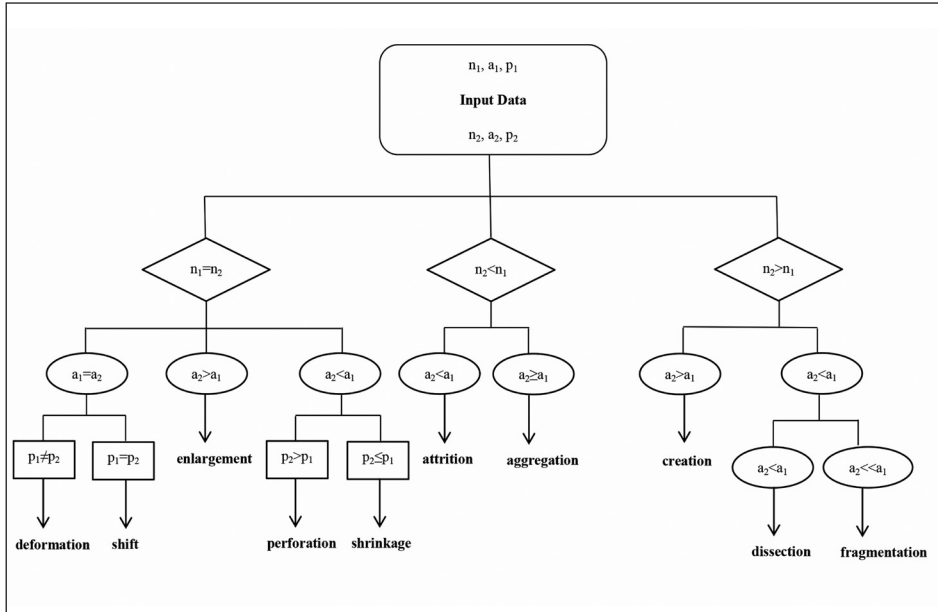 n₁, a₁, p₁
Input Data
n₂, a₂, p₂
n₁=n₂
n₂<n₁
n₂>n₁
a₁=a₂
a₂>a₁
a₂<a₁
a₂<a₁
a₂≥a₁
a₂>a₁
a₂<a₁
p₁≠p₂
p₁=p₂
enlargement
p₂>p₁
p₂≤p₁
attrition
aggregation
creation
a₂<a₁
a₂<<a₁
deformation
shift
perforation
shrinkage
dissection
fragmentation